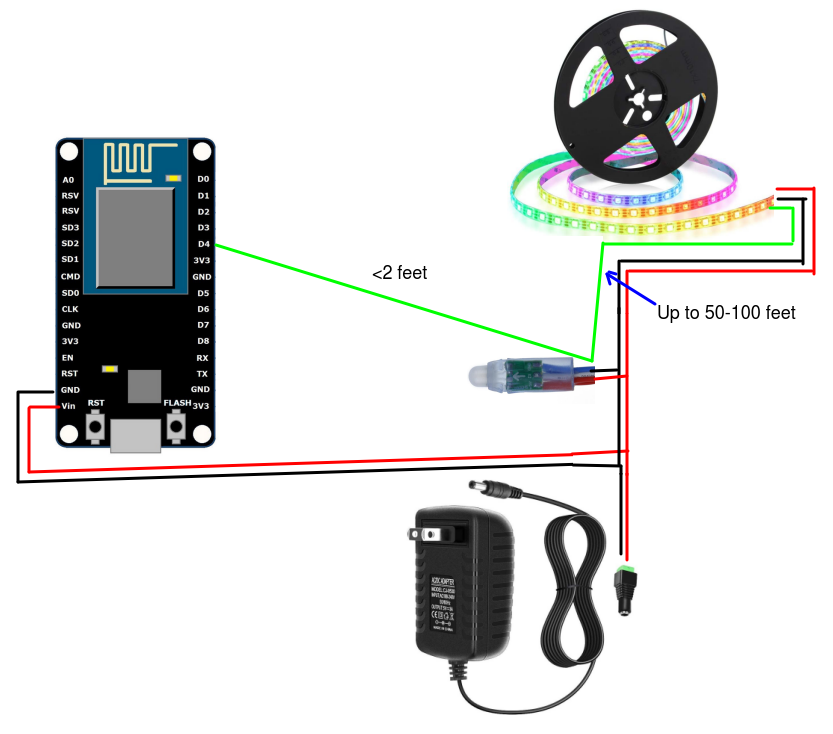 A0
RSV
RSV
SD3
SD2
SD1
CMD
SD0
CLK
GND
3V3
EN
RST
GND
Vin
D0
D1
D2
D3
D4
3V3
GND
D5
D6
D7
D8
RX
TX
GND
3V3
RST
FLASH
<2 feet
Up to 50-100 feet
AC/DC ADAPTER